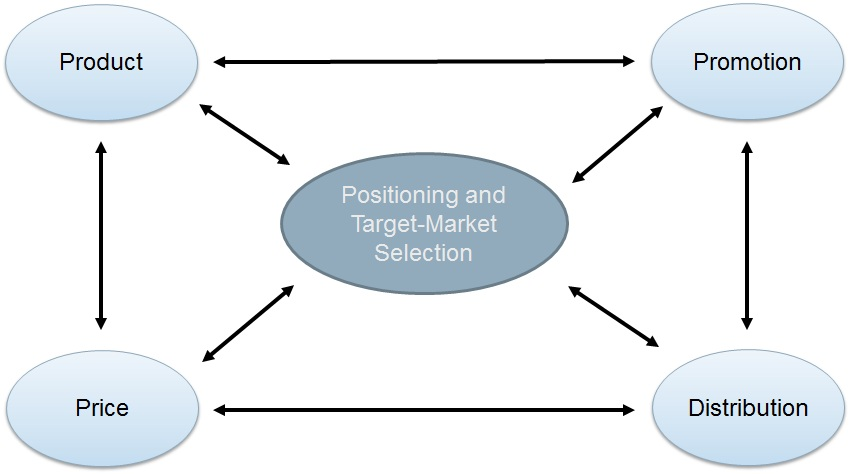 Product
Promotion
Positioning and
Target-Market
Selection
Price
Distribution